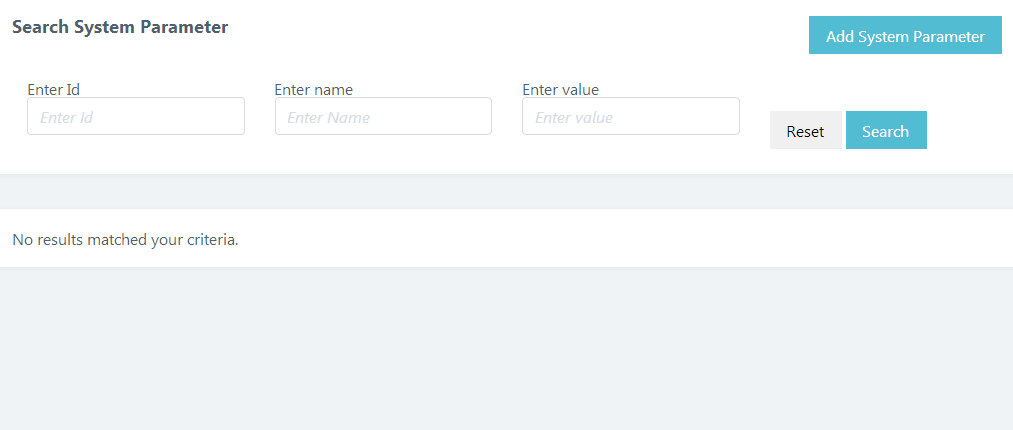 Search System Parameter
Add System Parameter
Enter Id
Enter name
Enter value
Enter Id
Enter Name
Enter value
Reset
Search
No results matched your criteria.